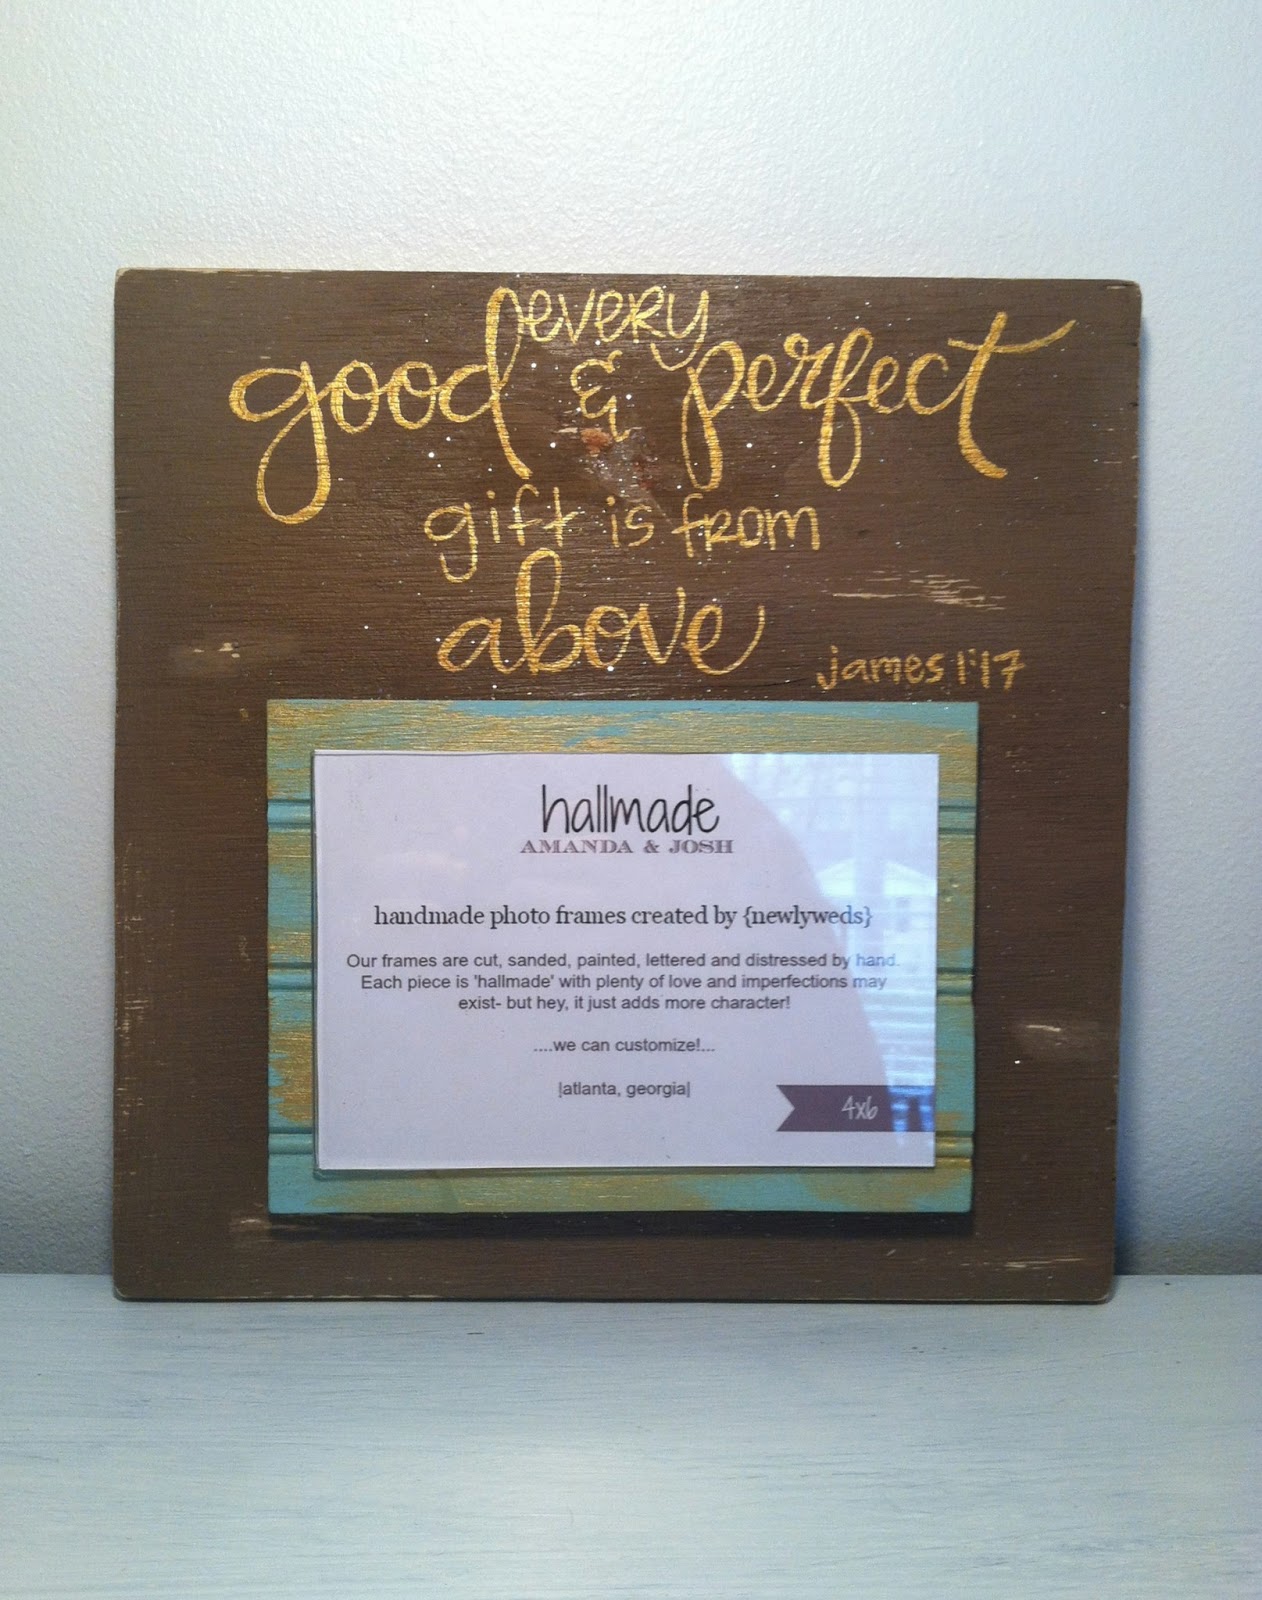 every
good & perfect
gift is from
above
james 1:17
hallmade
AMANDA & JOSH
handmade photo frames created by {newlyweds}
Our frames are cut, sanded, painted, lettered and distressed by hand.
Each piece is 'hallmade' with plenty of love and imperfections may
exist- but hey, it just adds more character!
....we can customize!...
|atlanta, georgia|
4x6